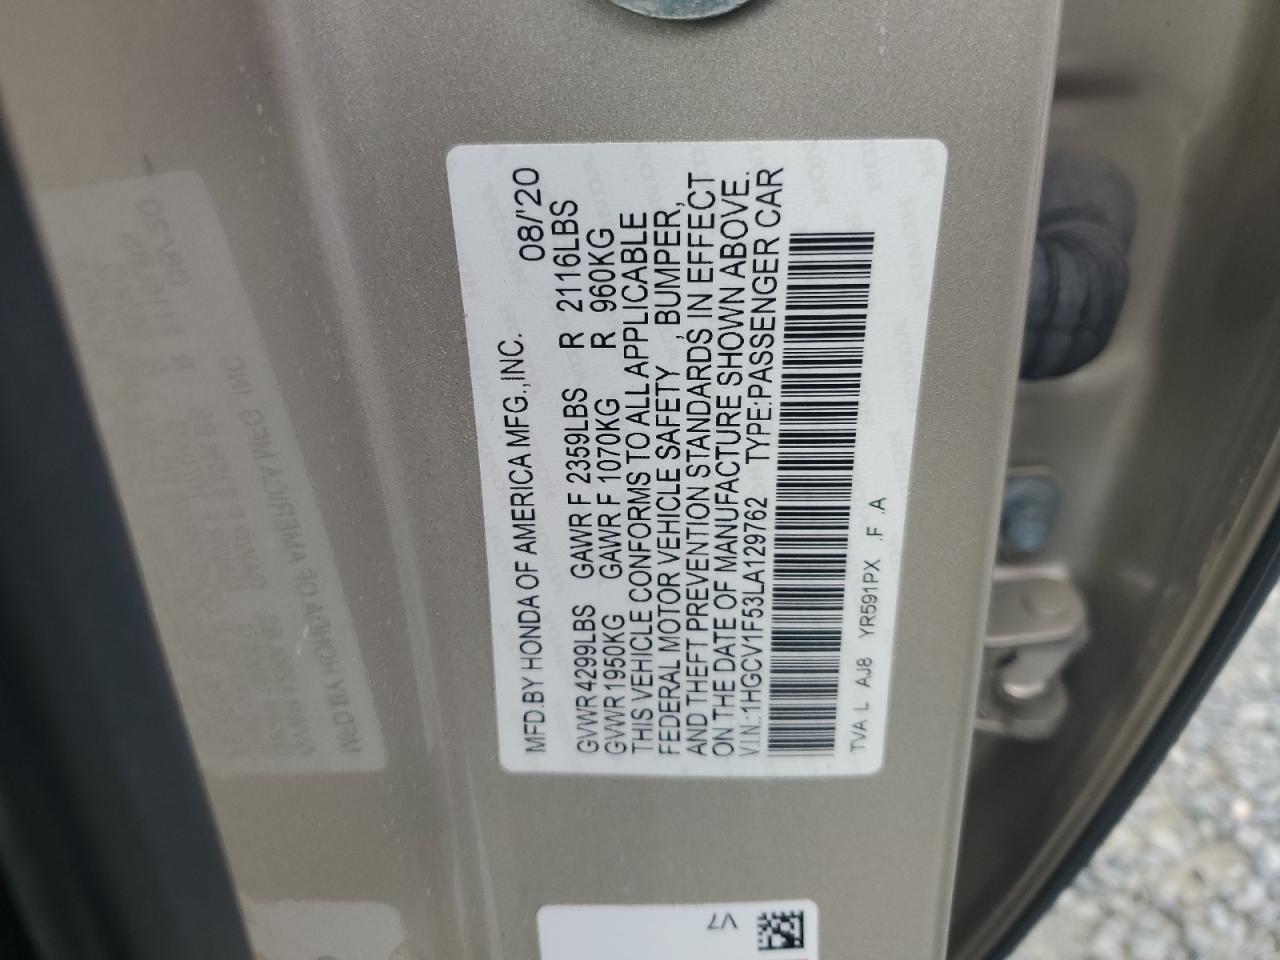 MFD.BY HONDA OF AMERICA MFG.,INC. 08/'20
GVWR 4299LBS GAWR F 2359LBS R 2116LBS
GVWR 1950KG GAWR F 1070KG R 960KG
THIS VEHICLE CONFORMS TO ALL APPLICABLE
FEDERAL MOTOR VEHICLE SAFETY , BUMPER,
AND THEFT PREVENTION STANDARDS IN EFFECT
ON THE DATE OF MANUFACTURE SHOWN ABOVE.
V.I.N.:1HGCV1F53LA129762 TYPE:PASSENGER CAR
TVA L AJ8 YR591PX .F .A
V7